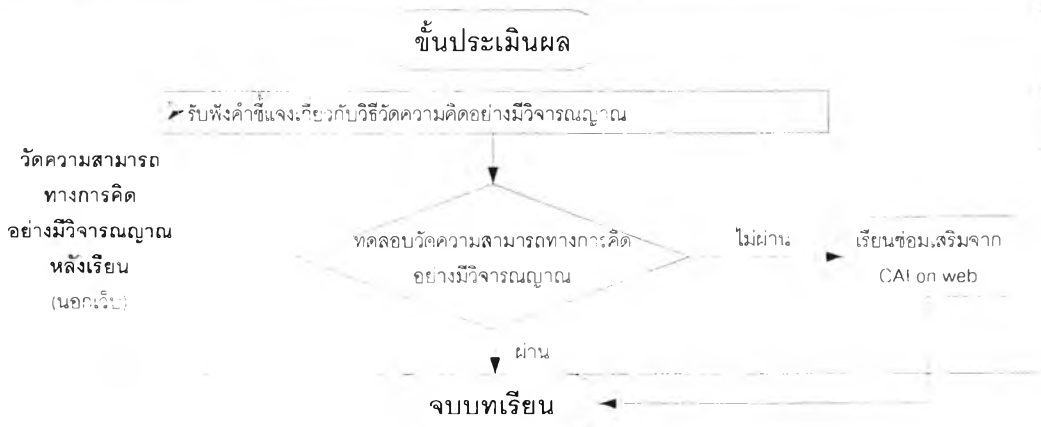 ขั้นประเมินผล
รับฟังคำชี้แจงเกี่ยวกับวิธีวัดความคิดอย่างมีวิจารณญาณ
วัดความสามารถ
ทางการคิด
อย่างมีวิจารณญาณ
หลังเรียน
(นอกเว็บ)
ทดสอบวัดความสามารถทางการคิด
อย่างมีวิจารณญาณ
ไม่ผ่าน
เรียนซ่อมเสริมจาก
CAI on web
ผ่าน
จบบทเรียน